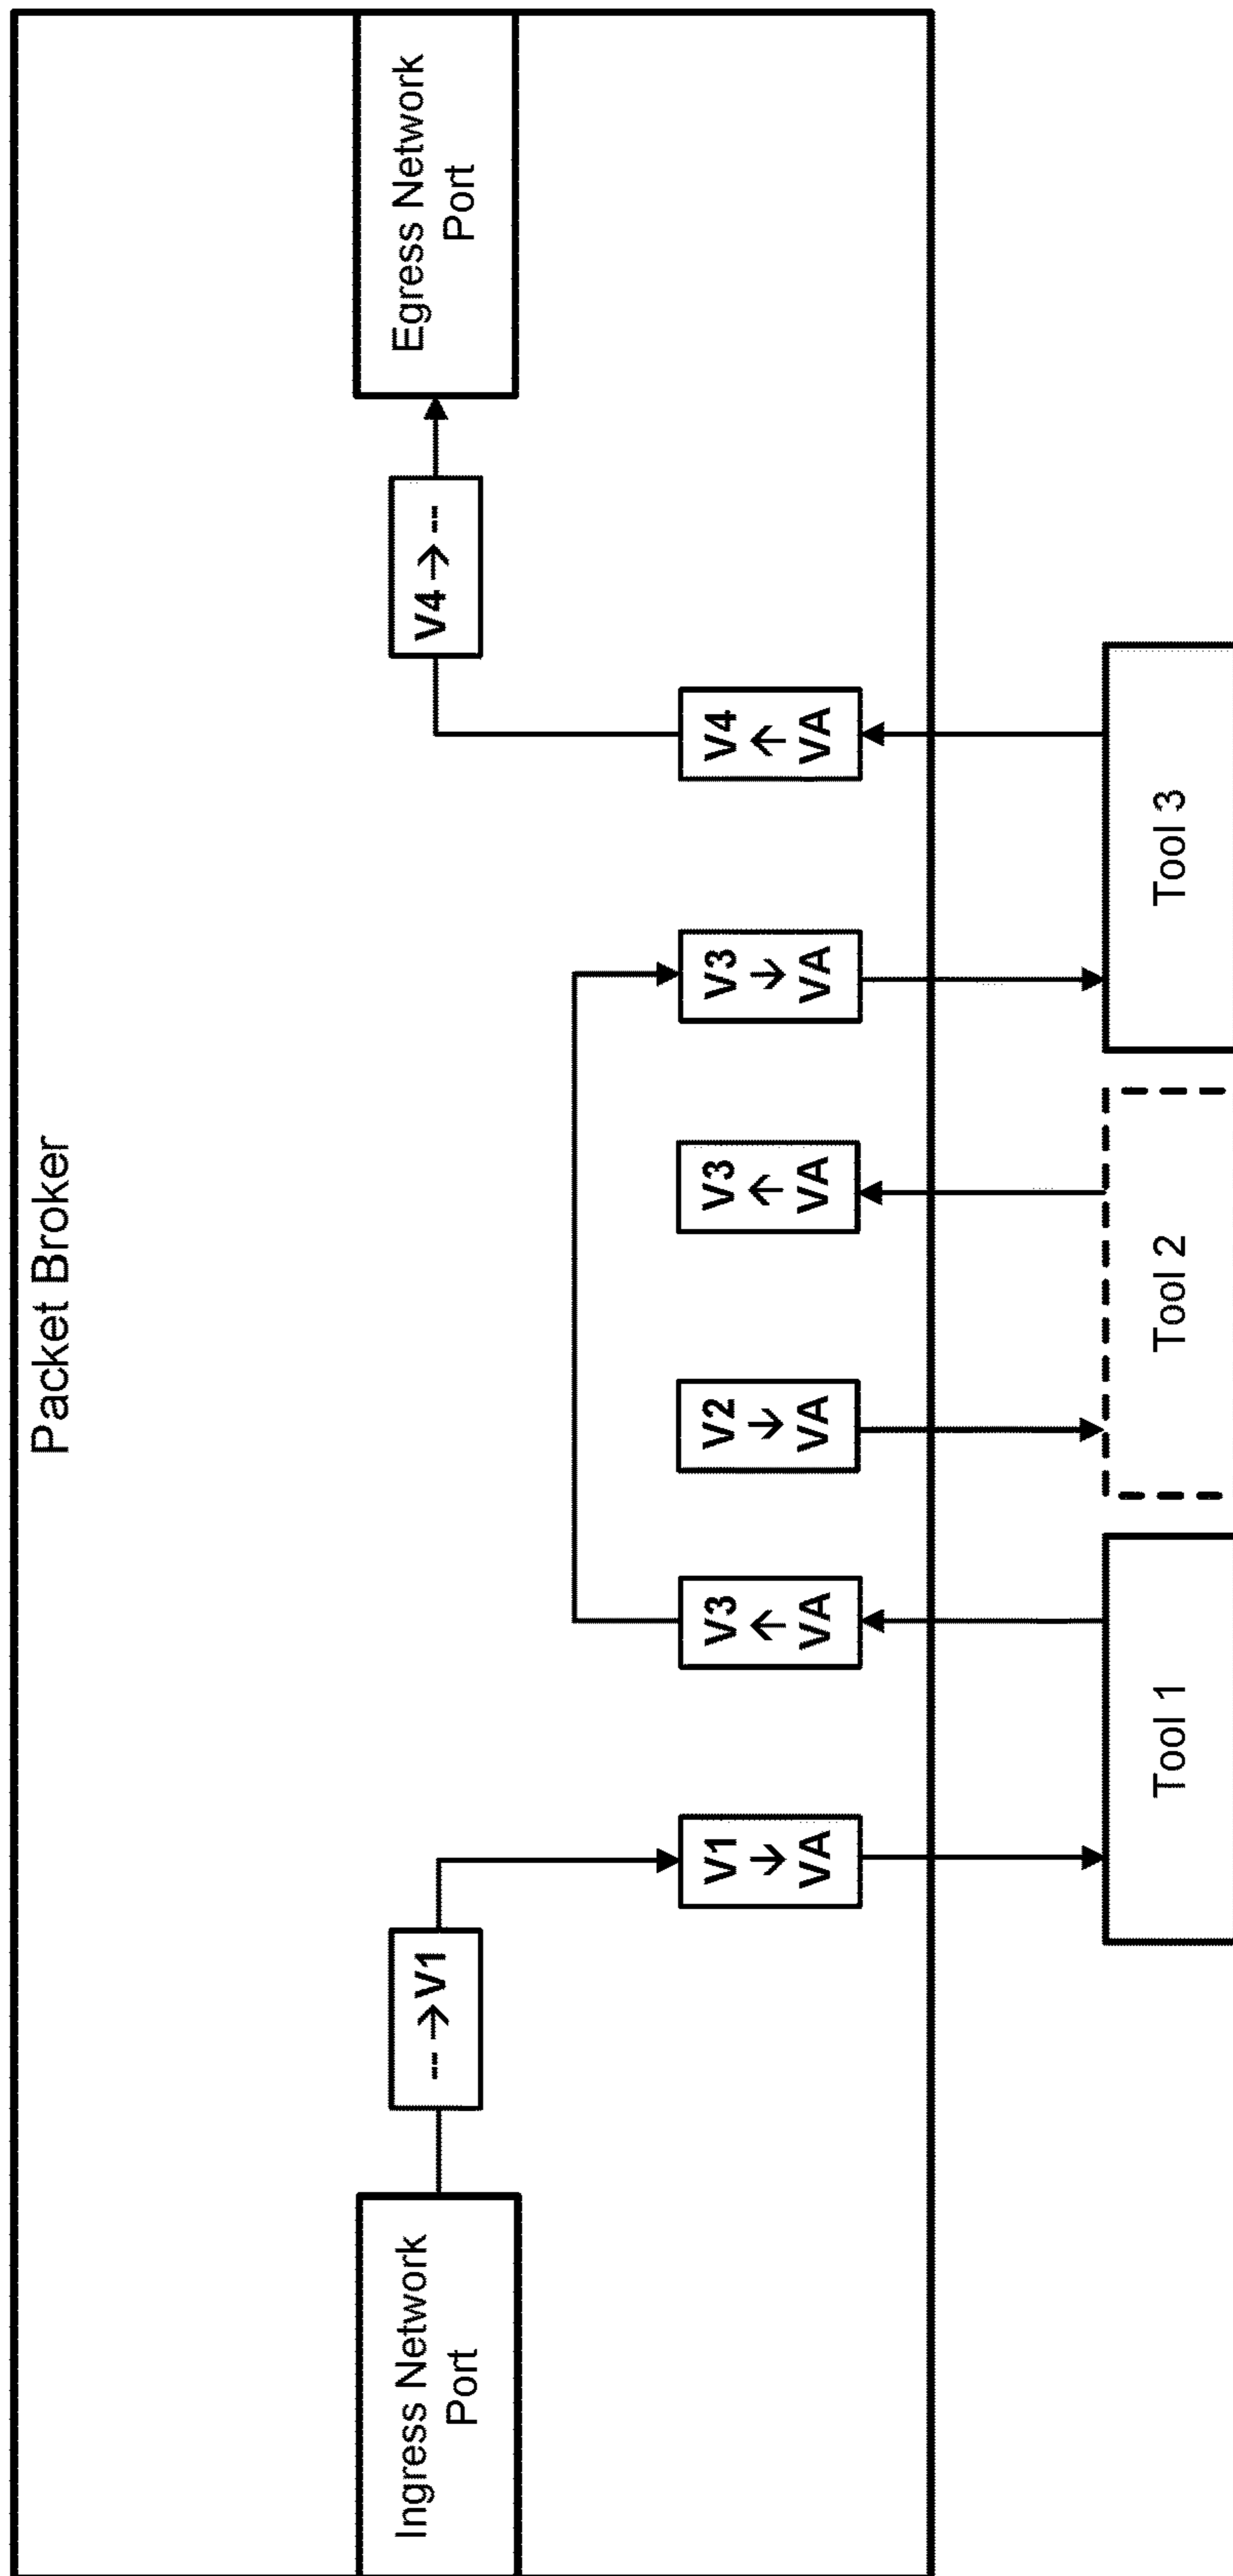 Packet Broker
Ingress Network
Port
--- → V1
V4 → ---
Egress Network
Port
V1
↓
VA
V3
↑
VA
V2
↓
VA
V3
↑
VA
V3
↓
VA
V4
↑
VA
Tool 1
Tool 2
Tool 3